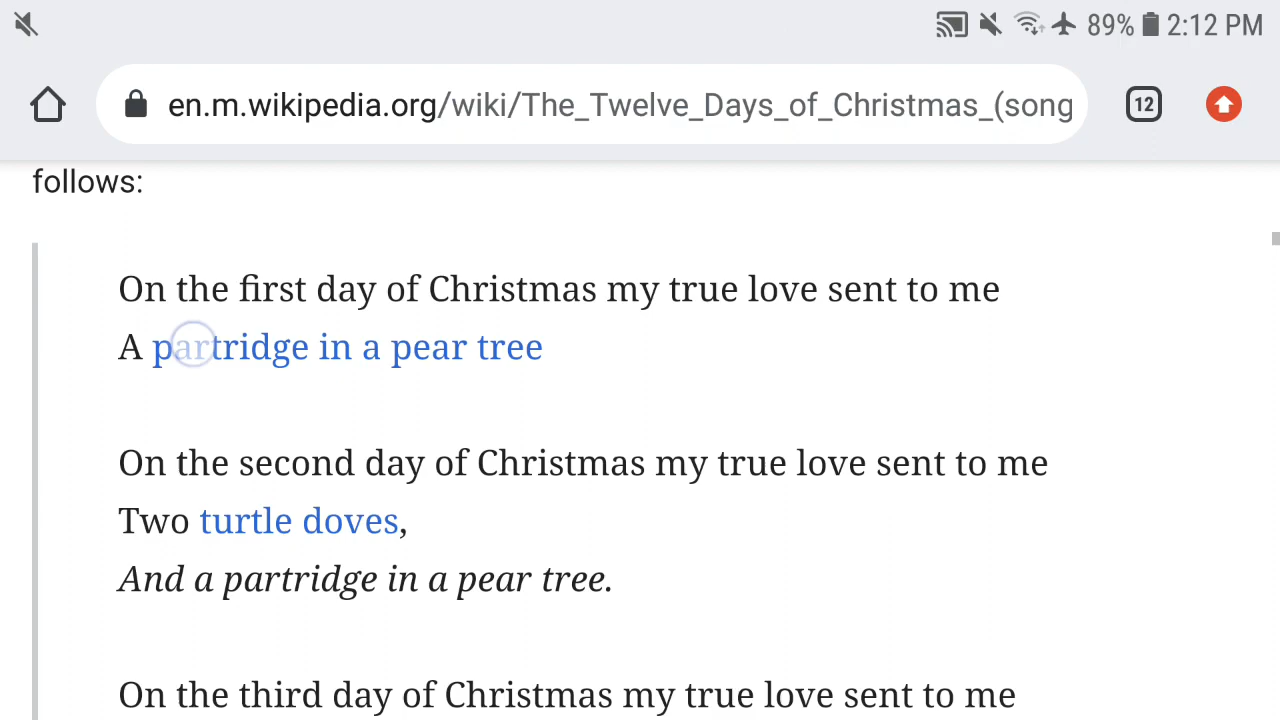 89% 2:12 PM
en.m.wikipedia.org/wiki/The_Twelve_Days_of_Christmas_(song
12
follows:
On the first day of Christmas my true love sent to me
A partridge in a pear tree
On the second day of Christmas my true love sent to me
Two turtle doves,
And a partridge in a pear tree.
On the third day of Christmas my true love sent to me